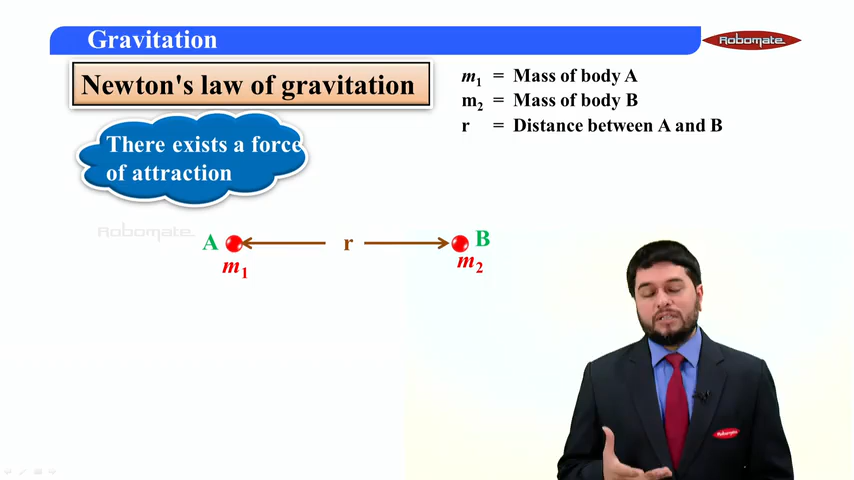 Gravitation
Robomate
Newton's law of gravitation
m1 = Mass of body A
m2 = Mass of body B
r = Distance between A and B
There exists a force
of attraction
Robomate
A r B
m1 m2
Robomate